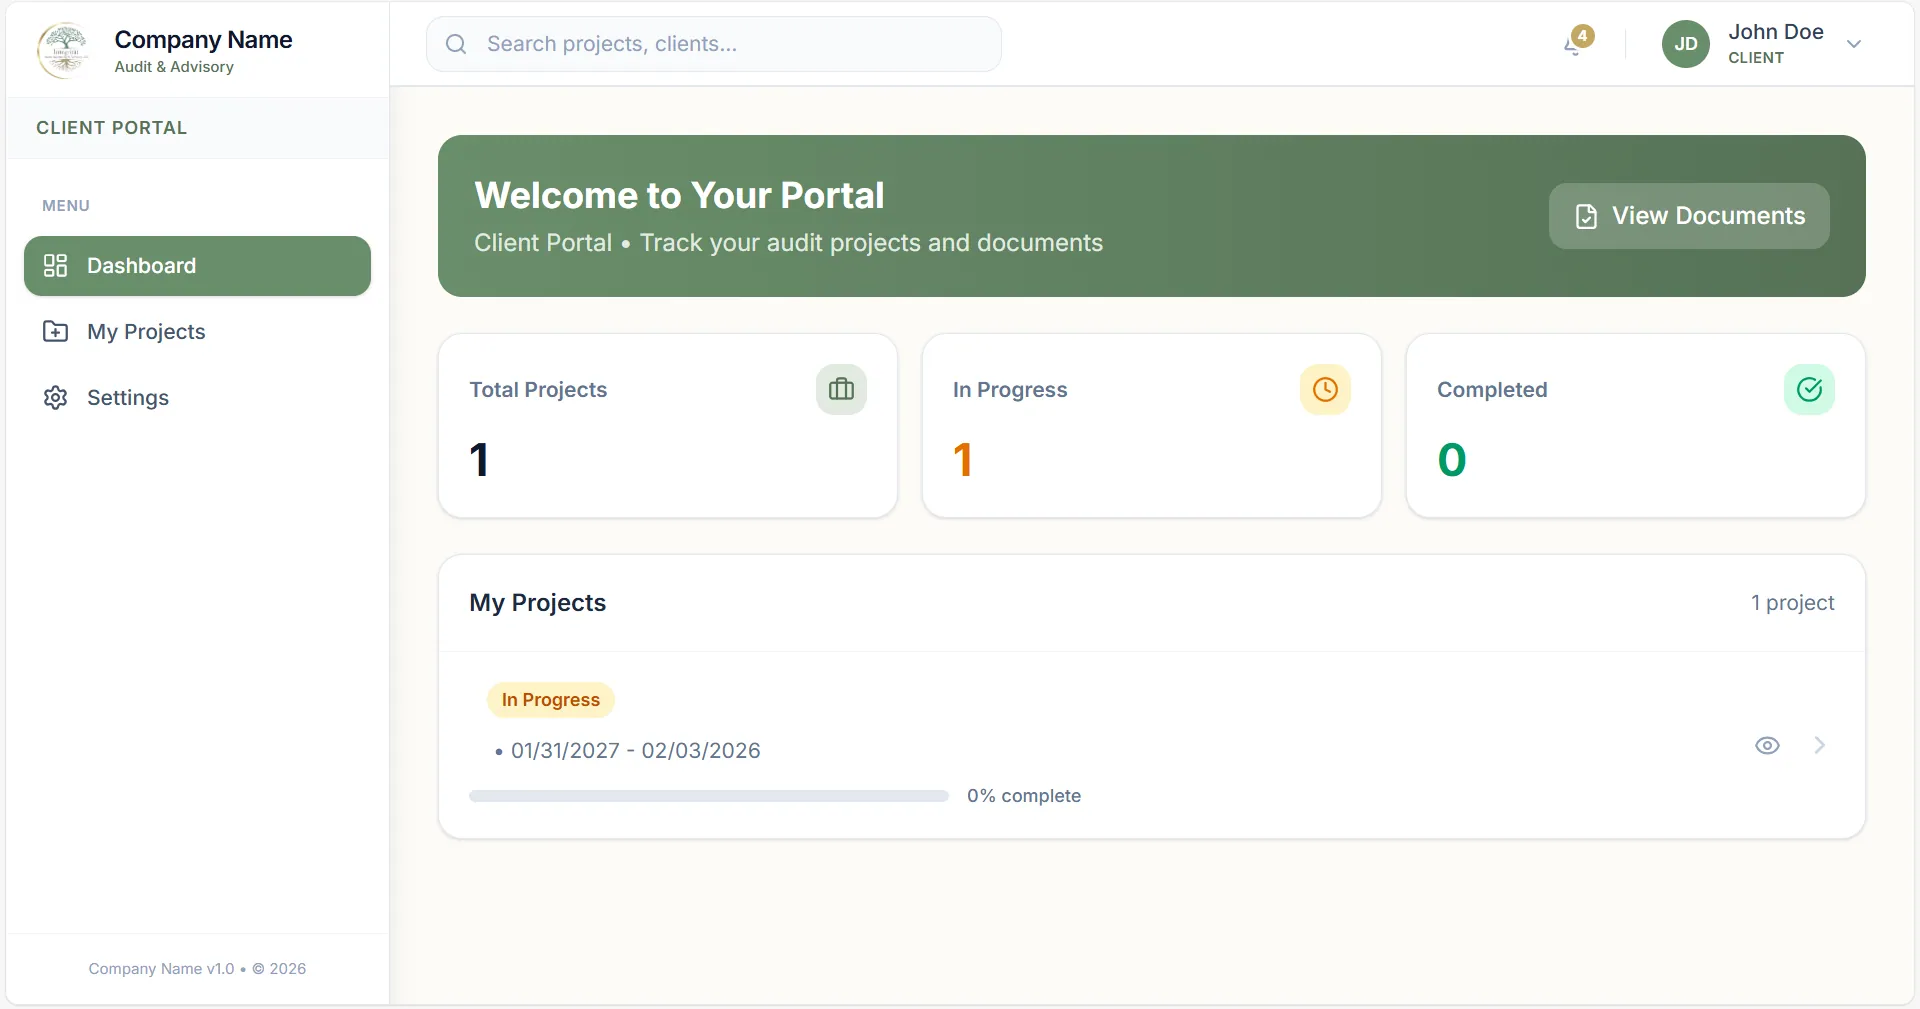 Company Name
Audit & Advisory
CLIENT PORTAL
MENU
Dashboard
My Projects
Settings
Company Name v1.0 • © 2026
Search projects, clients...
4
JD
John Doe
CLIENT
Welcome to Your Portal
Client Portal • Track your audit projects and documents
View Documents
Total Projects
1
In Progress
1
Completed
0
My Projects
1 project
In Progress
• 01/31/2027 - 02/03/2026
0% complete